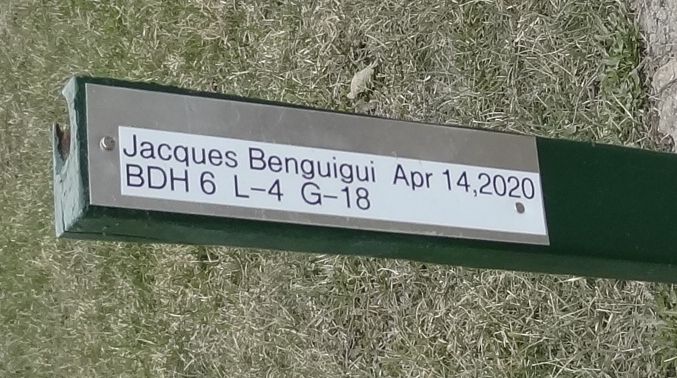 Jacques Benguigui Apr 14,2020
BDH 6 L-4 G-18